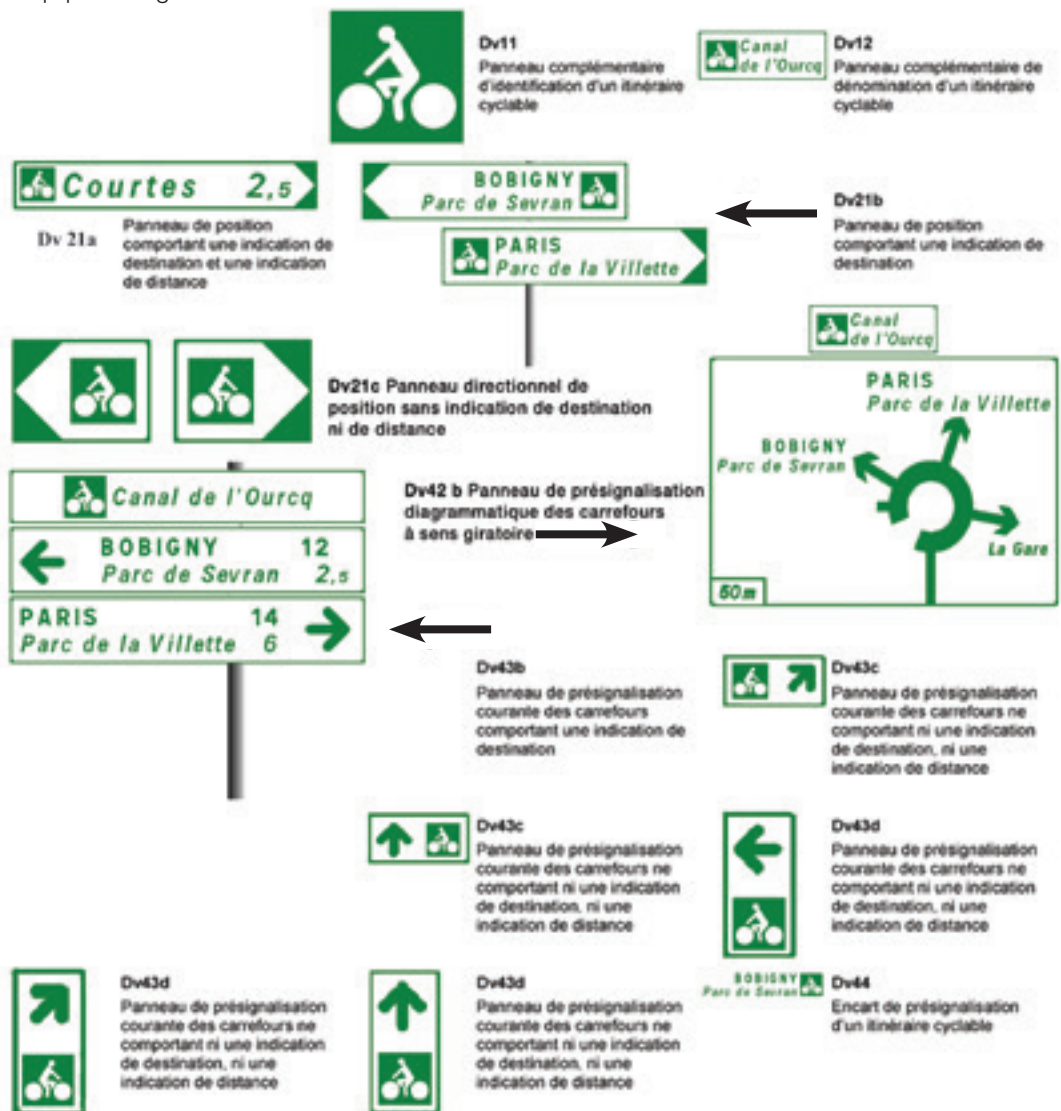 Dv11
Panneau complémentaire
d'identification d'un itinéraire
cyclable
Canal
de l'Ourcq
Dv12
Panneau complémentaire de
dénomination d'un itinéraire
cyclable
Courtes 2,5
Dv 21a
Panneau de position
comportant une indication de
destination et une indication
de distance
BOBIGNY
Parc de Sevran
PARIS
Parc de la Villette
Dv21b
Panneau de position
comportant une indication de
destination
Dv21c Panneau directionnel de
position sans indication de destination
ni de distance
Canal
de l'Ourcq
PARIS
Parc de la Villette
BOBIGNY
Parc de Sevran
La Gare
50m
Dv42 b Panneau de présignalisation
diagrammatique des carrefours
à sens giratoire
Canal de l'Ourcq
BOBIGNY 12
Parc de Sevran 2,5
PARIS 14
Parc de la Villette 6
Dv43b
Panneau de présignalisation
courante des carrefours
comportant une indication de
destination
Dv43c
Panneau de présignalisation
courante des carrefours ne
comportant ni une indication
de destination, ni une
indication de distance
Dv43c
Panneau de présignalisation
courante des carrefours ne
comportant ni une indication
de destination, ni une
indication de distance
Dv43d
Panneau de présignalisation
courante des carrefours ne
comportant ni une indication
de destination, ni une
indication de distance
Dv43d
Panneau de présignalisation
courante des carrefours ne
comportant ni une indication
de destination, ni une
indication de distance
Dv43d
Panneau de présignalisation
courante des carrefours ne
comportant ni une indication
de destination, ni une
indication de distance
BOBIGNY
Parc de Sevran
Dv44
Encart de présignalisation
d'un itinéraire cyclable